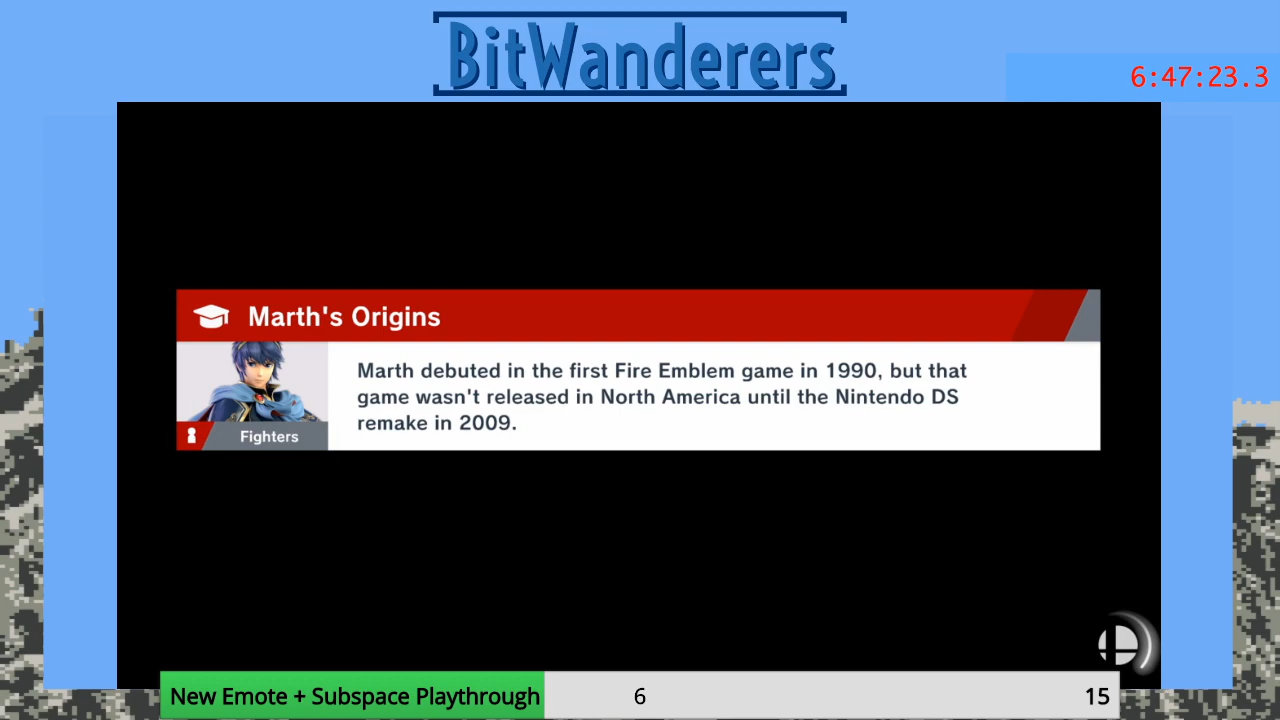 BitWanderers
6:47:23.3
Marth's Origins
Marth debuted in the first Fire Emblem game in 1990, but that
game wasn't released in North America until the Nintendo DS
remake in 2009.
Fighters
New Emote + Subspace Playthrough 6 15